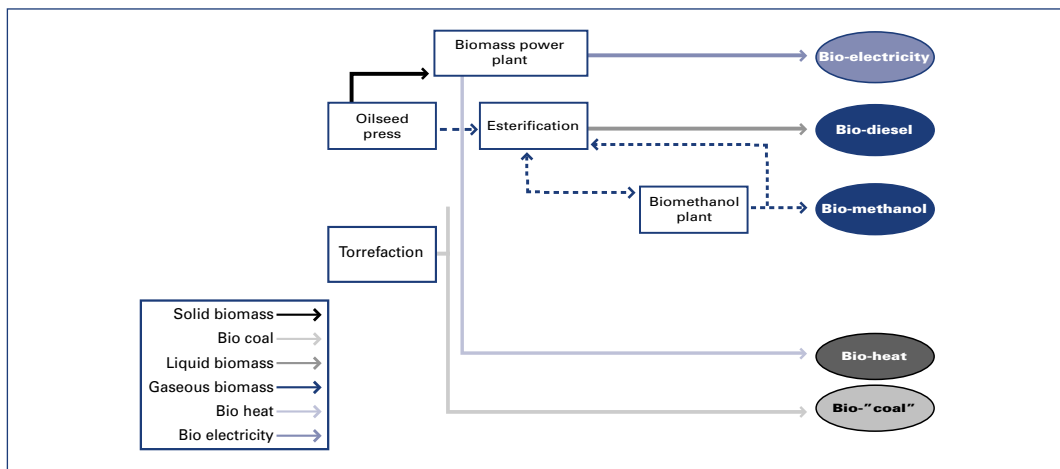 Biomass power
plant
Bio-electricity
Oilseed
press
Esterification
Bio-diesel
Biomethanol
plant
Bio-methanol
Torrefaction
Solid biomass
Bio coal
Liquid biomass
Gaseous biomass
Bio heat
Bio electricity
Bio-heat
Bio-”coal”